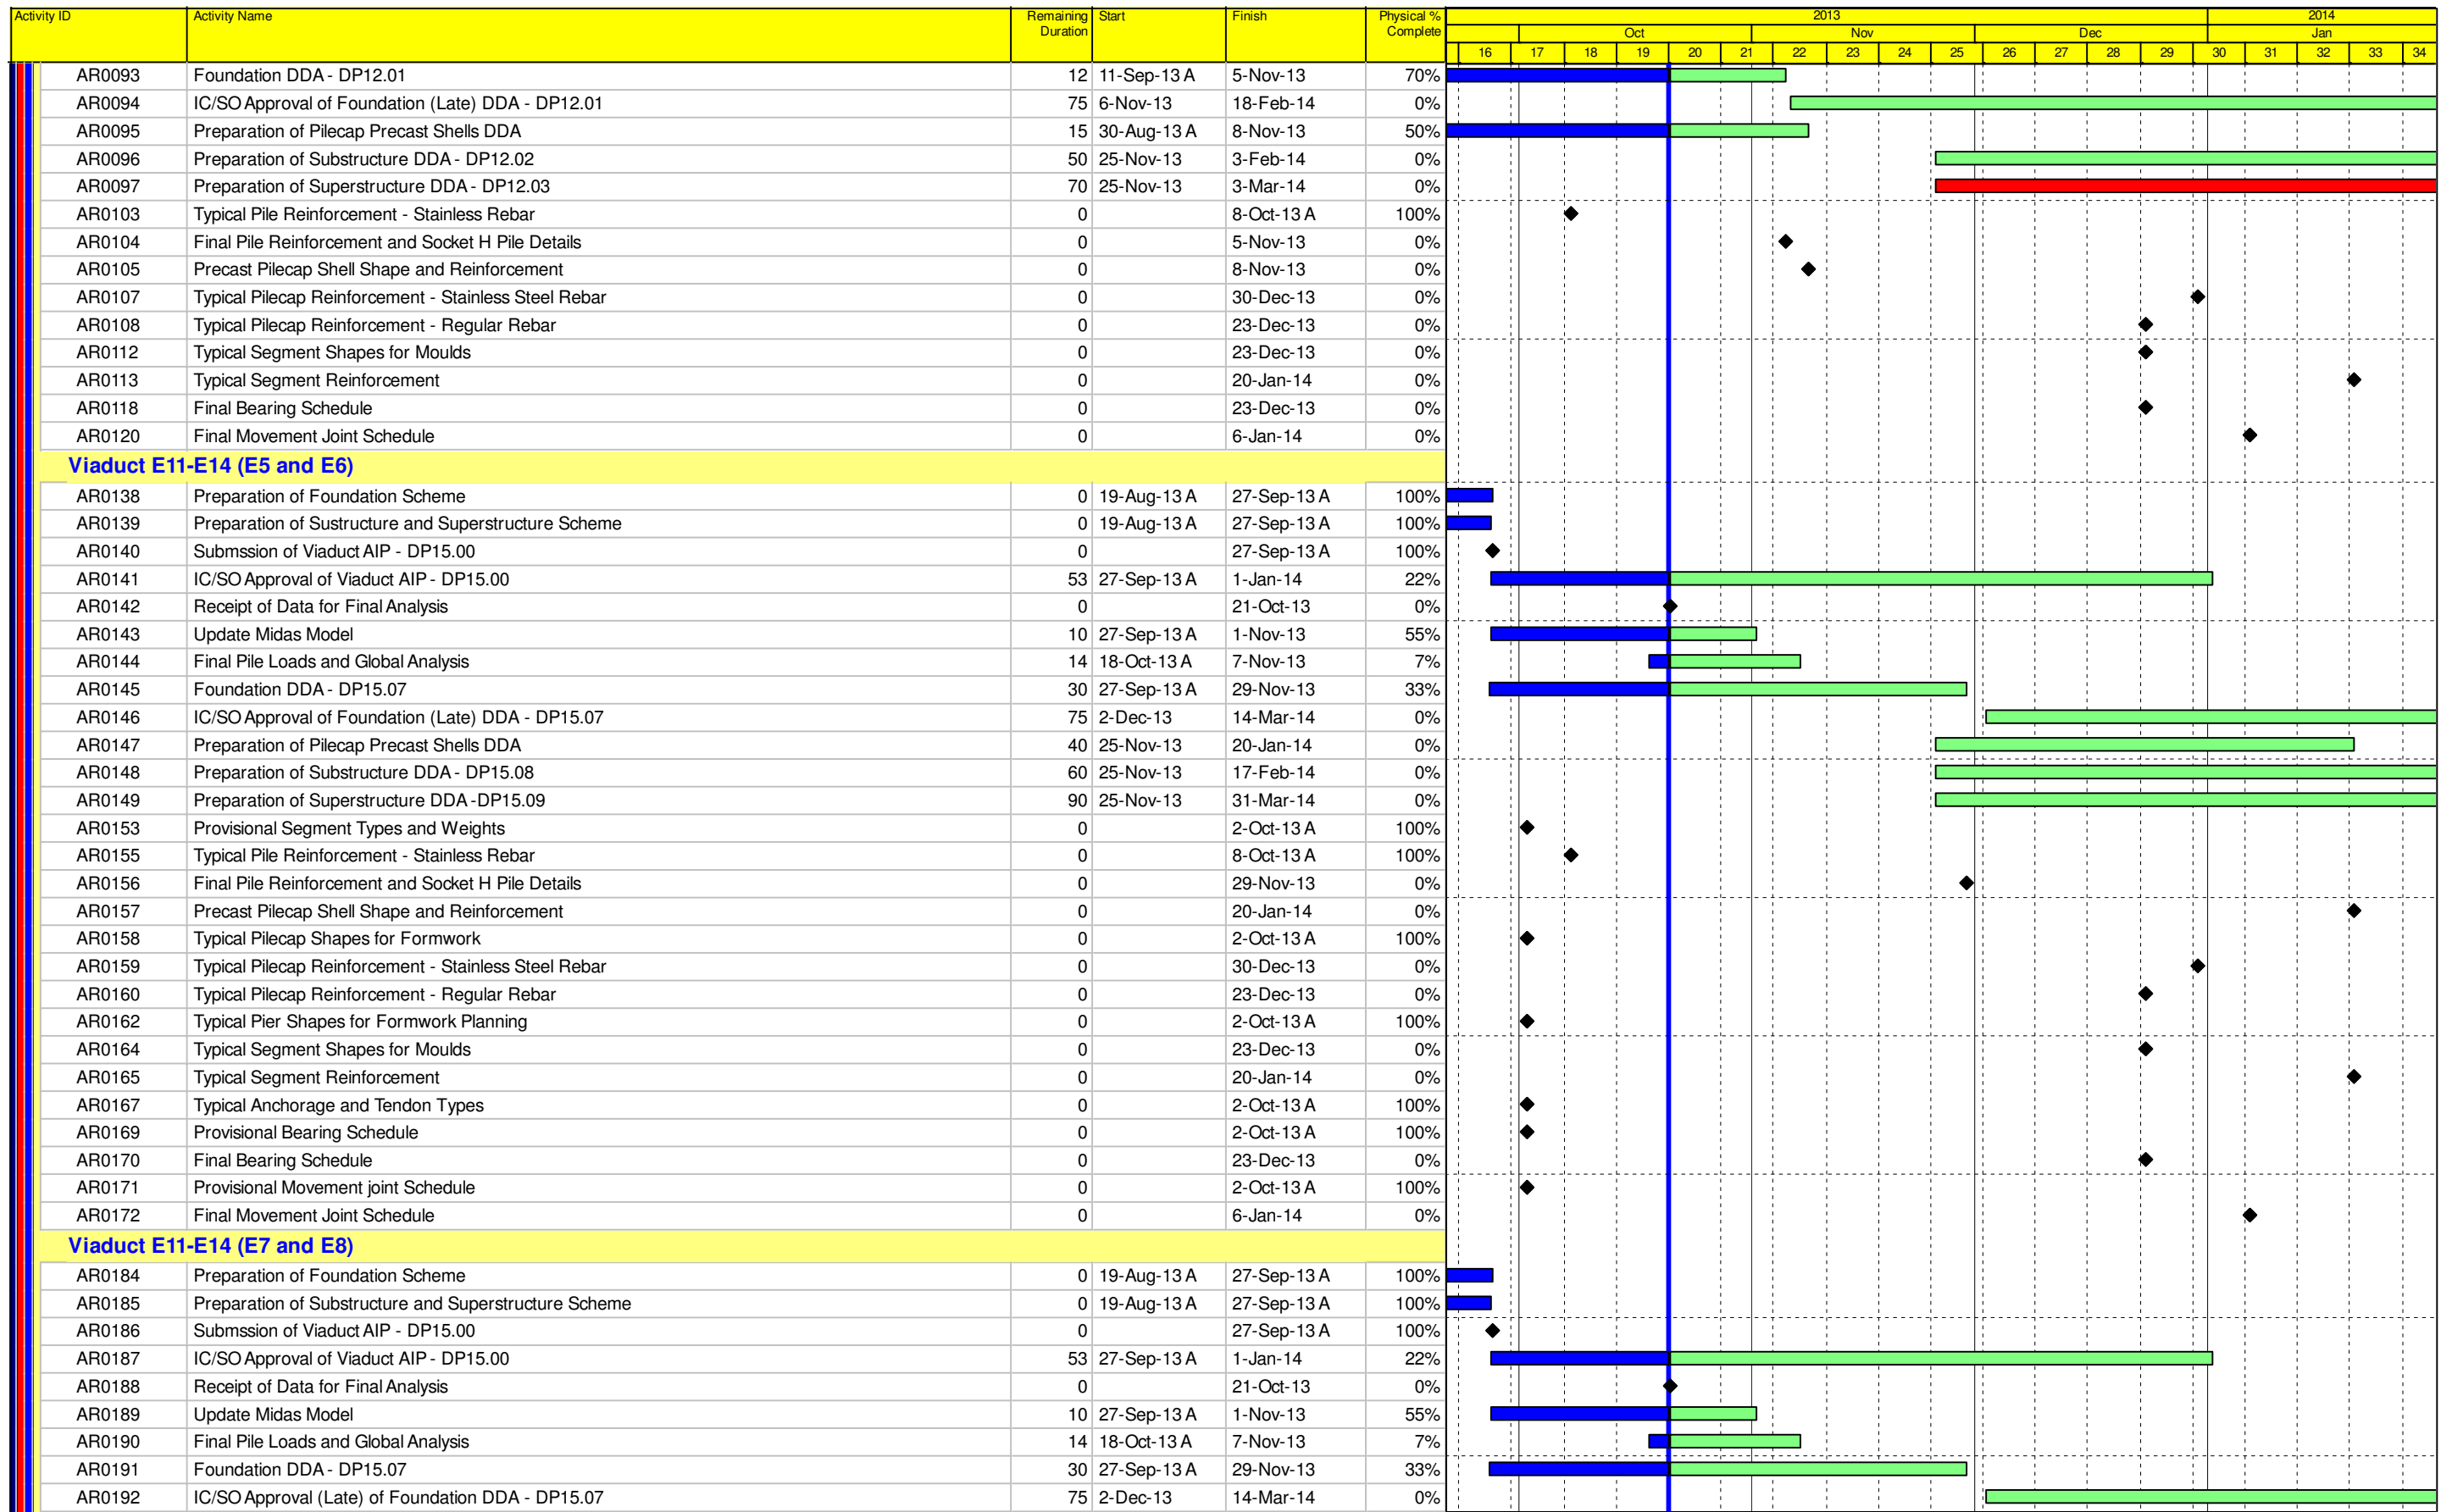 Activity ID Activity Name Remaining Start Finish Physical % 2013 2014
Duration Complete Oct Nov Dec Jan
16 17 18 19 20 21 22 23 24 25 26 27 28 29 30 31 32 33 34
AR0093 Foundation DDA - DP12.01 12 11-Sep-13 A 5-Nov-13 70%
AR0094 IC/SO Approval of Foundation (Late) DDA - DP12.01 75 6-Nov-13 18-Feb-14 0%
AR0095 Preparation of Pilecap Precast Shells DDA 15 30-Aug-13 A 8-Nov-13 50%
AR0096 Preparation of Substructure DDA - DP12.02 50 25-Nov-13 3-Feb-14 0%
AR0097 Preparation of Superstructure DDA - DP12.03 70 25-Nov-13 3-Mar-14 0%
AR0103 Typical Pile Reinforcement - Stainless Rebar 0 8-Oct-13 A 100%
AR0104 Final Pile Reinforcement and Socket H Pile Details 0 5-Nov-13 0%
AR0105 Precast Pilecap Shell Shape and Reinforcement 0 8-Nov-13 0%
AR0107 Typical Pilecap Reinforcement - Stainless Steel Rebar 0 30-Dec-13 0%
AR0108 Typical Pilecap Reinforcement - Regular Rebar 0 23-Dec-13 0%
AR0112 Typical Segment Shapes for Moulds 0 23-Dec-13 0%
AR0113 Typical Segment Reinforcement 0 20-Jan-14 0%
AR0118 Final Bearing Schedule 0 23-Dec-13 0%
AR0120 Final Movement Joint Schedule 0 6-Jan-14 0%
Viaduct E11-E14 (E5 and E6)
AR0138 Preparation of Foundation Scheme 0 19-Aug-13 A 27-Sep-13 A 100%
AR0139 Preparation of Sustructure and Superstructure Scheme 0 19-Aug-13 A 27-Sep-13 A 100%
AR0140 Submssion of Viaduct AIP - DP15.00 0 27-Sep-13 A 100%
AR0141 IC/SO Approval of Viaduct AIP - DP15.00 53 27-Sep-13 A 1-Jan-14 22%
AR0142 Receipt of Data for Final Analysis 0 21-Oct-13 0%
AR0143 Update Midas Model 10 27-Sep-13 A 1-Nov-13 55%
AR0144 Final Pile Loads and Global Analysis 14 18-Oct-13 A 7-Nov-13 7%
AR0145 Foundation DDA - DP15.07 30 27-Sep-13 A 29-Nov-13 33%
AR0146 IC/SO Approval of Foundation (Late) DDA - DP15.07 75 2-Dec-13 14-Mar-14 0%
AR0147 Preparation of Pilecap Precast Shells DDA 40 25-Nov-13 20-Jan-14 0%
AR0148 Preparation of Substructure DDA - DP15.08 60 25-Nov-13 17-Feb-14 0%
AR0149 Preparation of Superstructure DDA -DP15.09 90 25-Nov-13 31-Mar-14 0%
AR0153 Provisional Segment Types and Weights 0 2-Oct-13 A 100%
AR0155 Typical Pile Reinforcement - Stainless Rebar 0 8-Oct-13 A 100%
AR0156 Final Pile Reinforcement and Socket H Pile Details 0 29-Nov-13 0%
AR0157 Precast Pilecap Shell Shape and Reinforcement 0 20-Jan-14 0%
AR0158 Typical Pilecap Shapes for Formwork 0 2-Oct-13 A 100%
AR0159 Typical Pilecap Reinforcement - Stainless Steel Rebar 0 30-Dec-13 0%
AR0160 Typical Pilecap Reinforcement - Regular Rebar 0 23-Dec-13 0%
AR0162 Typical Pier Shapes for Formwork Planning 0 2-Oct-13 A 100%
AR0164 Typical Segment Shapes for Moulds 0 23-Dec-13 0%
AR0165 Typical Segment Reinforcement 0 20-Jan-14 0%
AR0167 Typical Anchorage and Tendon Types 0 2-Oct-13 A 100%
AR0169 Provisional Bearing Schedule 0 2-Oct-13 A 100%
AR0170 Final Bearing Schedule 0 23-Dec-13 0%
AR0171 Provisional Movement joint Schedule 0 2-Oct-13 A 100%
AR0172 Final Movement Joint Schedule 0 6-Jan-14 0%
Viaduct E11-E14 (E7 and E8)
AR0184 Preparation of Foundation Scheme 0 19-Aug-13 A 27-Sep-13 A 100%
AR0185 Preparation of Substructure and Superstructure Scheme 0 19-Aug-13 A 27-Sep-13 A 100%
AR0186 Submssion of Viaduct AIP - DP15.00 0 27-Sep-13 A 100%
AR0187 IC/SO Approval of Viaduct AIP - DP15.00 53 27-Sep-13 A 1-Jan-14 22%
AR0188 Receipt of Data for Final Analysis 0 21-Oct-13 0%
AR0189 Update Midas Model 10 27-Sep-13 A 1-Nov-13 55%
AR0190 Final Pile Loads and Global Analysis 14 18-Oct-13 A 7-Nov-13 7%
AR0191 Foundation DDA - DP15.07 30 27-Sep-13 A 29-Nov-13 33%
AR0192 IC/SO Approval (Late) of Foundation DDA - DP15.07 75 2-Dec-13 14-Mar-14 0%